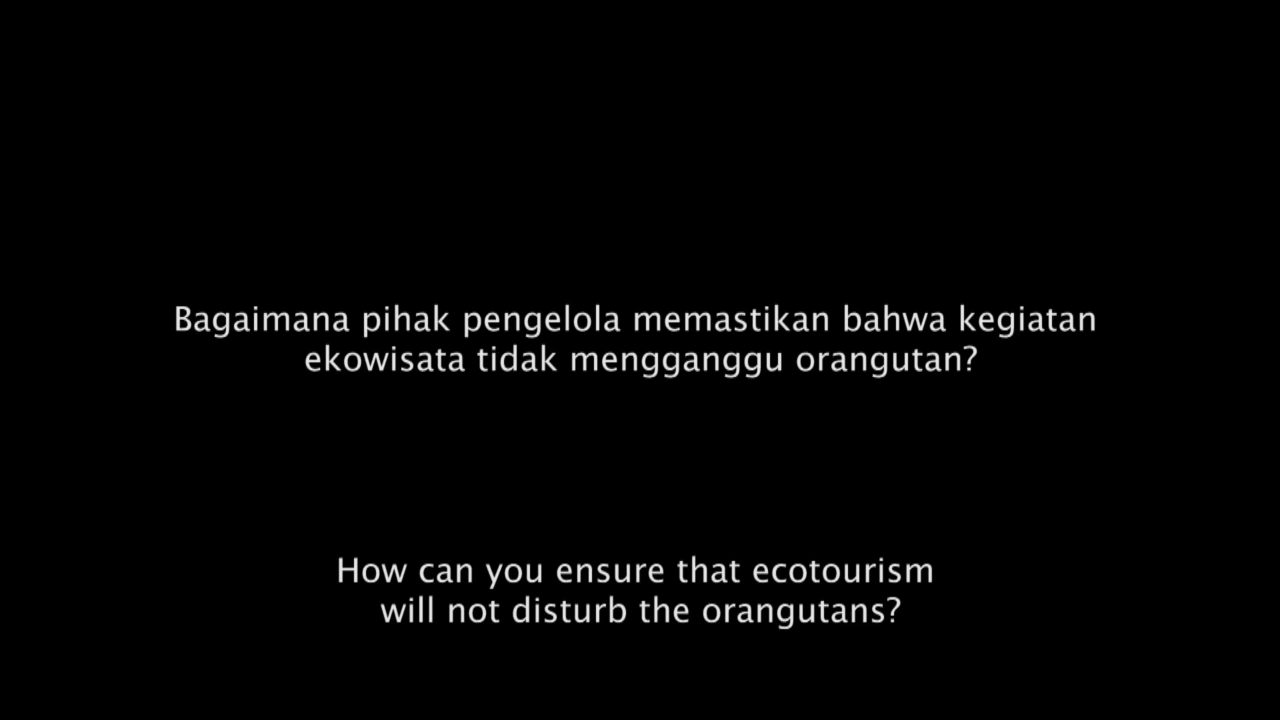 Bagaimana pihak pengelola memastikan bahwa kegiatan
ekowisata tidak mengganggu orangutan?
How can you ensure that ecotourism
will not disturb the orangutans?